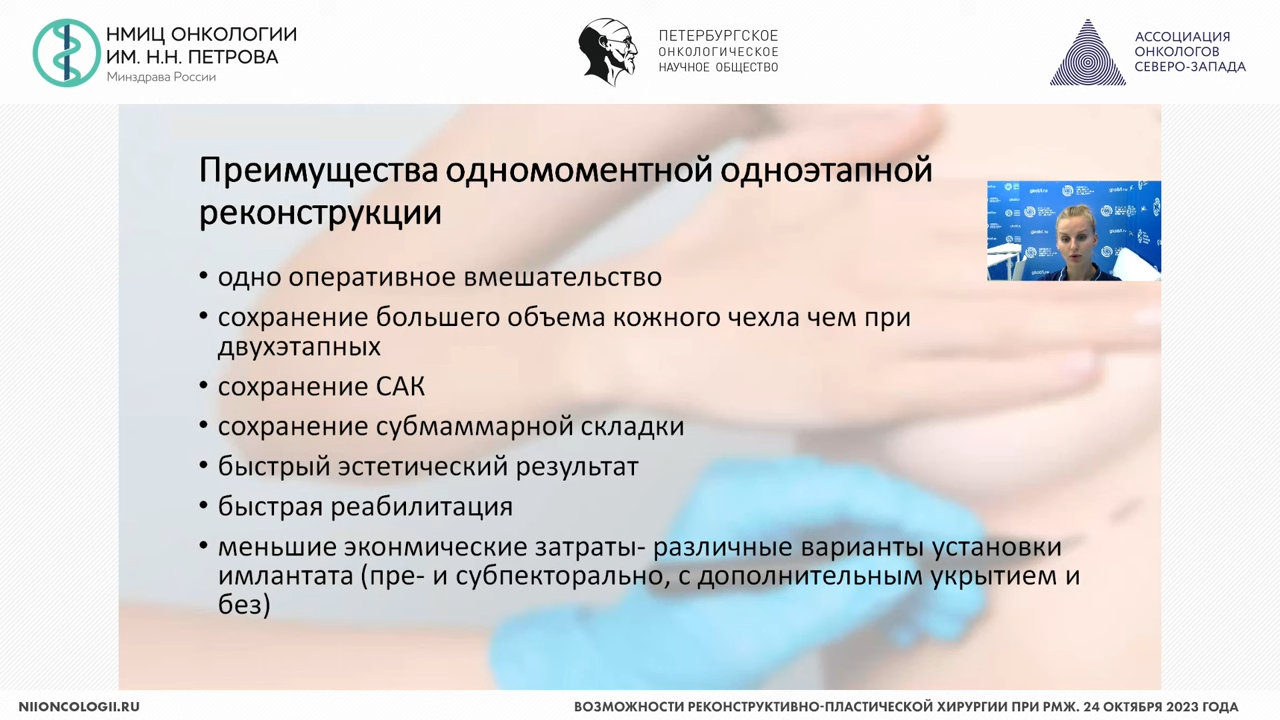 НМИЦ ОНКОЛОГИИ
ИМ. Н.Н. ПЕТРОВА
Минздрава России
ПЕТЕРБУРГСКОЕ
ОНКОЛОГИЧЕСКОЕ
НАУЧНОЕ ОБЩЕСТВО
АССОЦИАЦИЯ
ОНКОЛОГОВ
СЕВЕРО-ЗАПАДА
Преимущества одномоментной одноэтапной
реконструкции
• одно оперативное вмешательство
• сохранение большего объема кожного чехла чем при
двухэтапных
• сохранение САК
• сохранение субмаммарной складки
• быстрый эстетический результат
• быстрая реабилитация
• меньшие эконмические затраты- различные варианты установки
имлантата (пре- и субпекторально, с дополнительным укрытием и
без)
NIIONCOLOGII.RU
ВОЗМОЖНОСТИ РЕКОНСТРУКТИВНО-ПЛАСТИЧЕСКОЙ ХИРУРГИИ ПРИ РМЖ. 24 ОКТЯБРЯ 2023 ГОДА